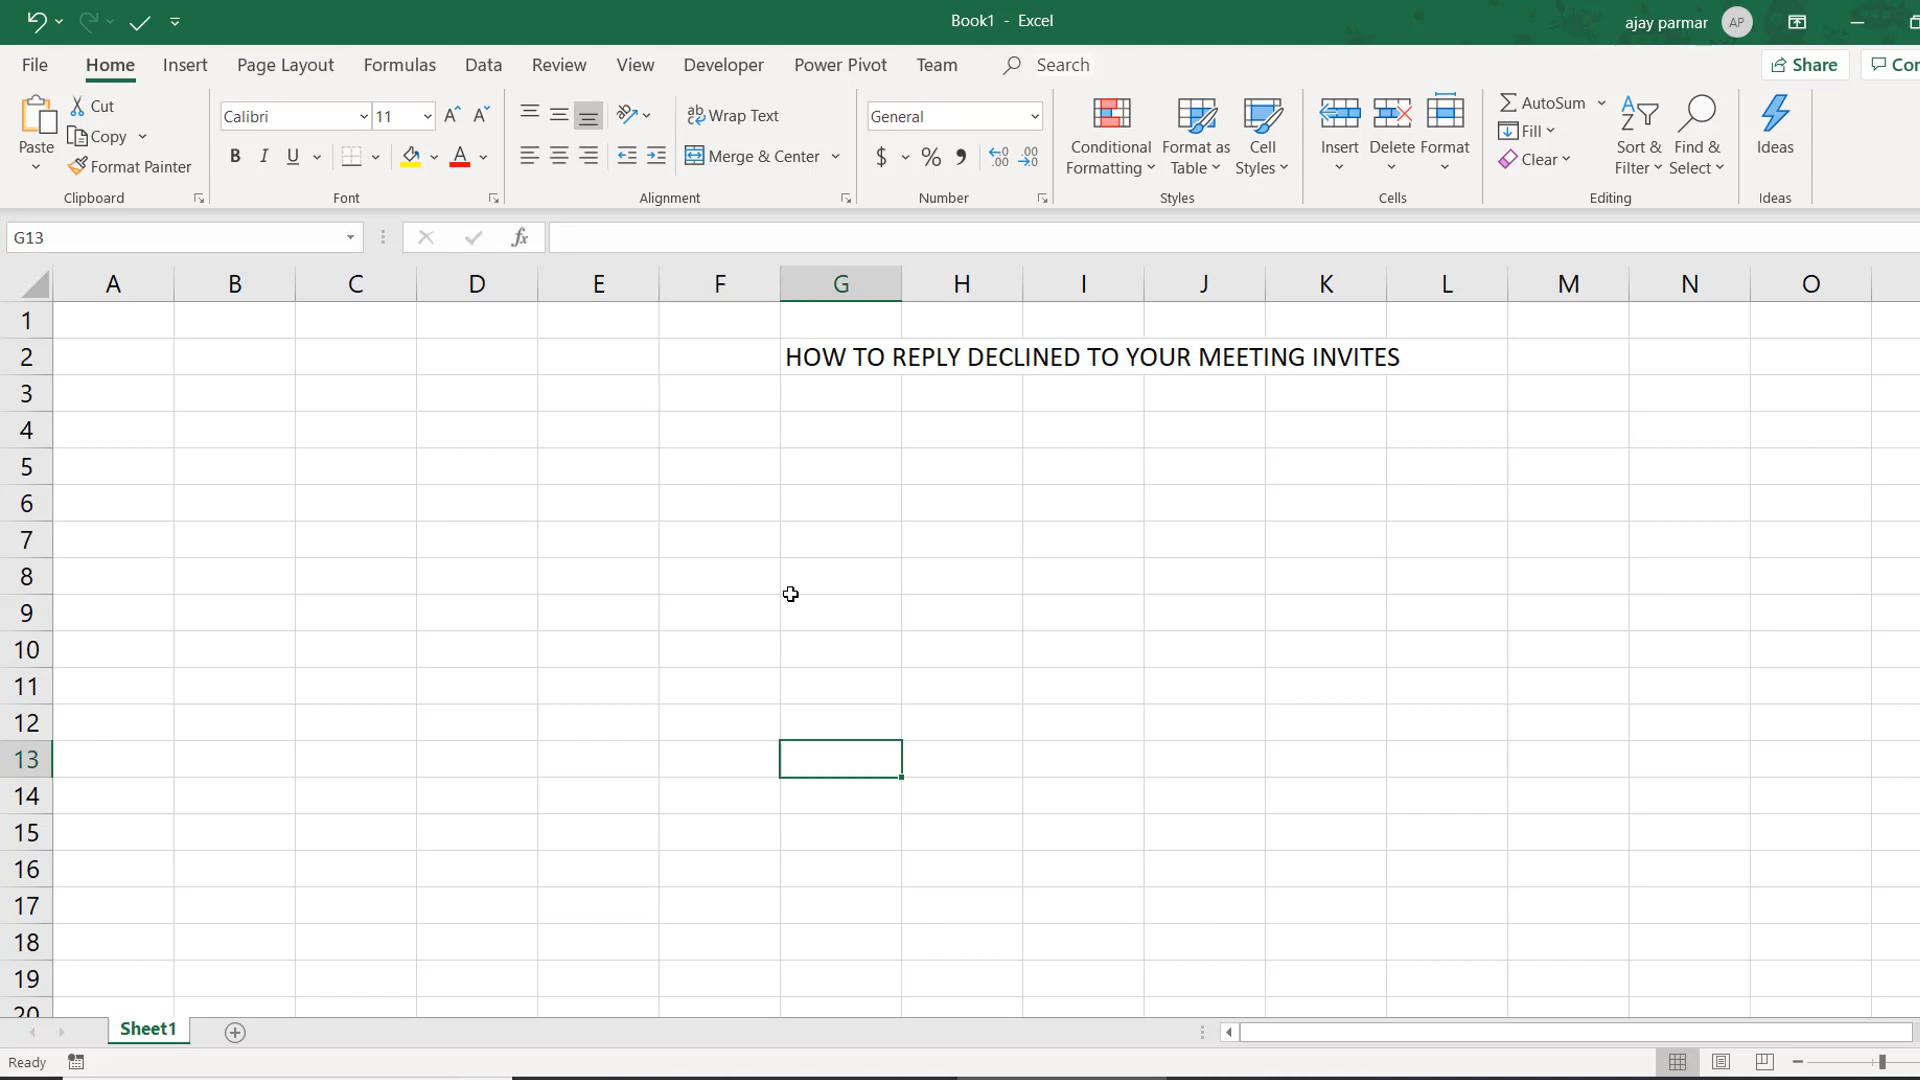 Book1 - Excel
ajay parmar
AP
File
Home
Insert
Page Layout
Formulas
Data
Review
View
Developer
Power Pivot
Team
Search
Share
Paste
Cut
Copy
Format Painter
Clipboard
Calibri
11
B I U
A
Font
Wrap Text
Merge & Center
Alignment
General
$ % ,
Number
Conditional Formatting
Format as Table
Cell Styles
Styles
Insert
Delete
Format
Cells
AutoSum
Fill
Clear
Sort & Filter
Find & Select
Editing
Ideas
Ideas
G13
fx
A B C D E F G H I J K L M N O
1
2 HOW TO REPLY DECLINED TO YOUR MEETING INVITES
3
4
5
6
7
8
9
10
11
12
13
14
15
16
17
18
19
20
Sheet1
Ready